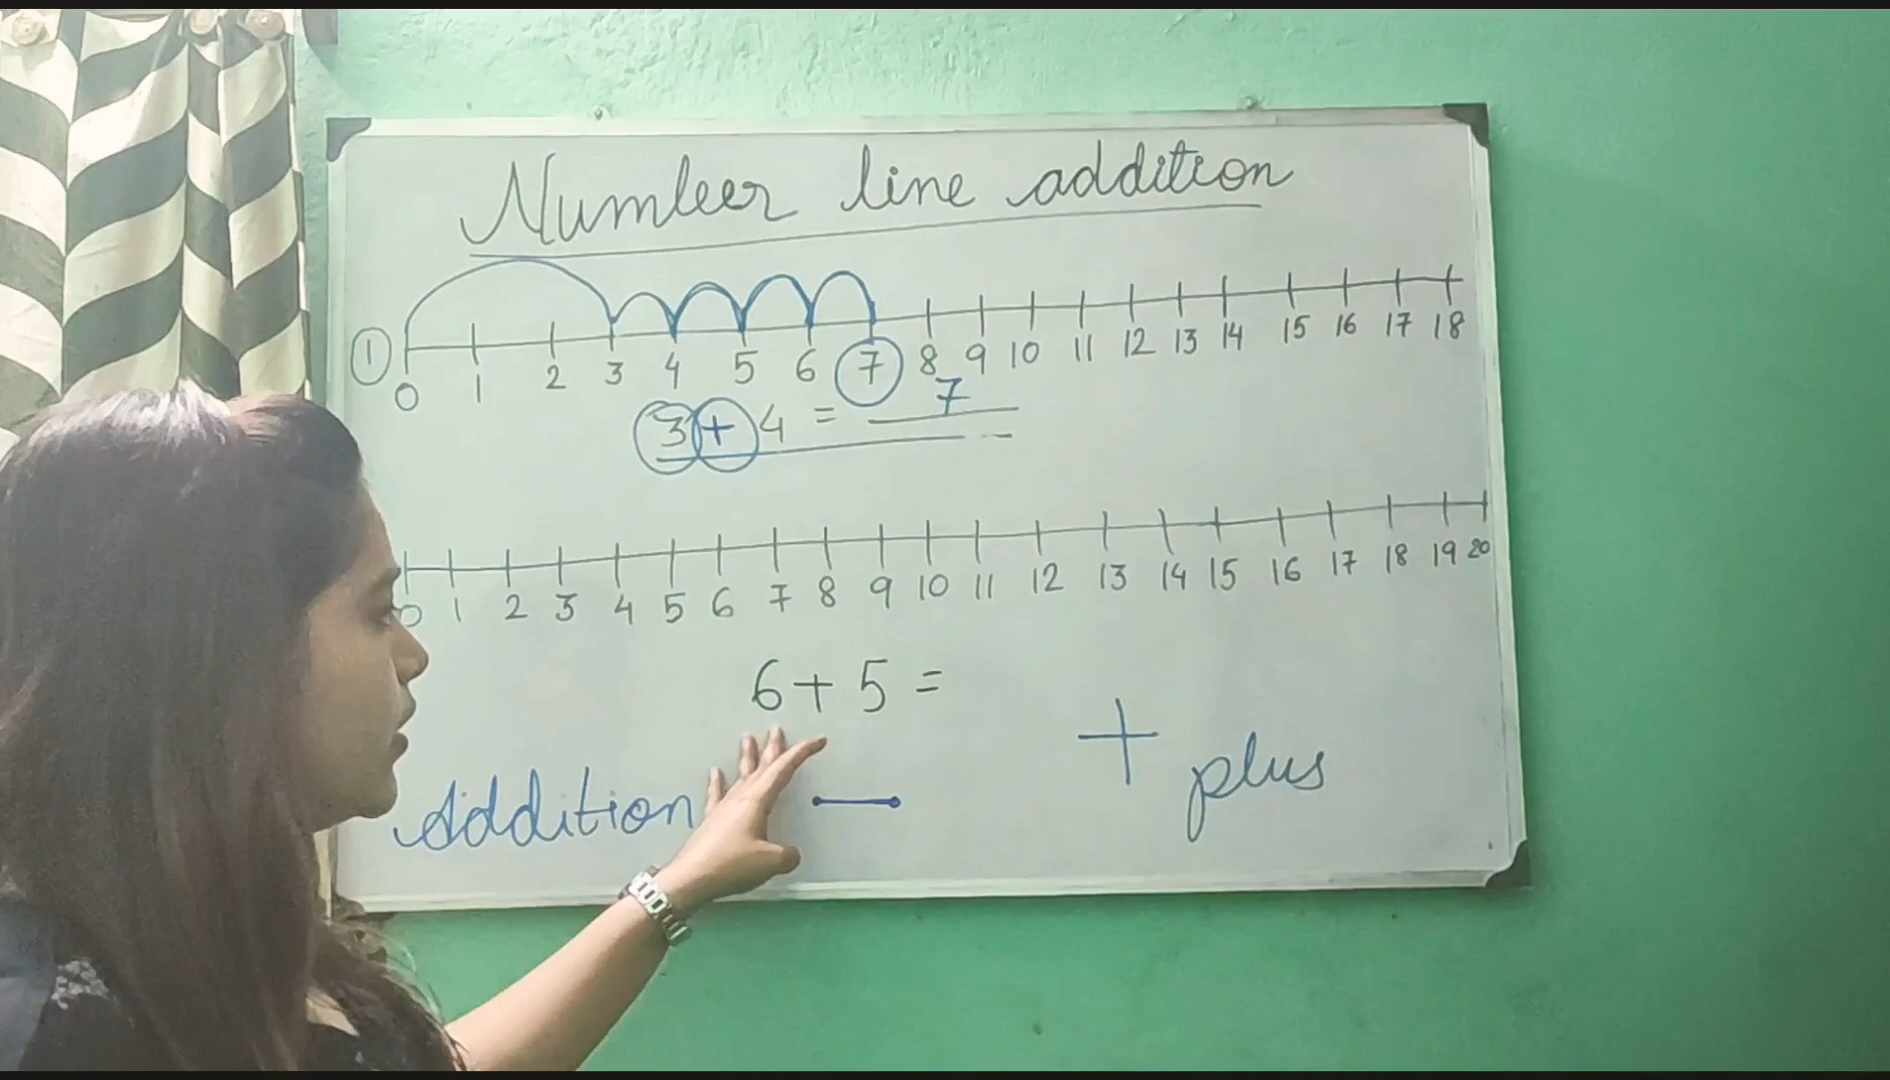 Number line addition
1
0 1 2 3 4 5 6 7 8 9 10 11 12 13 14 15 16 17 18
3 + 4 = 7
0 1 2 3 4 5 6 7 8 9 10 11 12 13 14 15 16 17 18 19 20
6 + 5 =
Addition — + plus